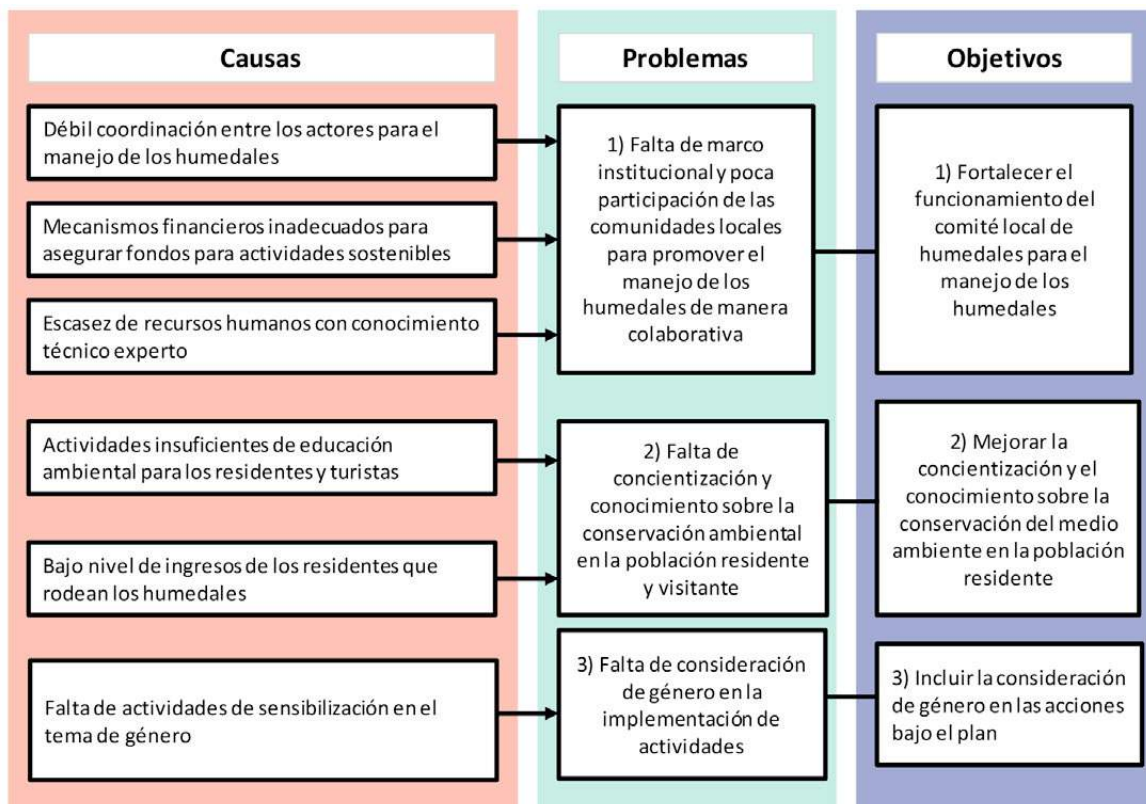 Causas
Débil coordinación entre los actores para el
manejo de los humedales
Mecanismos financieros inadecuados para
asegurar fondos para actividades sostenibles
Escasez de recursos humanos con conocimiento
técnico experto
Actividades insuficientes de educación
ambiental para los residentes y turistas
Bajo nivel de ingresos de los residentes que
rodean los humedales
Falta de actividades de sensibilización en el
tema de género
Problemas
1) Falta de marco
institucional y poca
participación de las
comunidades locales
para promover el
manejo de los
humedales de manera
colaborativa
2) Falta de
concientización y
conocimiento sobre la
conservación ambiental
en la población residente
y visitante
3) Falta de consideración
de género en la
implementación de
actividades
Objetivos
1) Fortalecer el
funcionamiento del
comité local de
humedales para el
manejo de los
humedales
2) Mejorar la
concientización y el
conocimiento sobre la
conservación del medio
ambiente en la población
residente
3) Incluir la consideración
de género en las acciones
bajo el plan